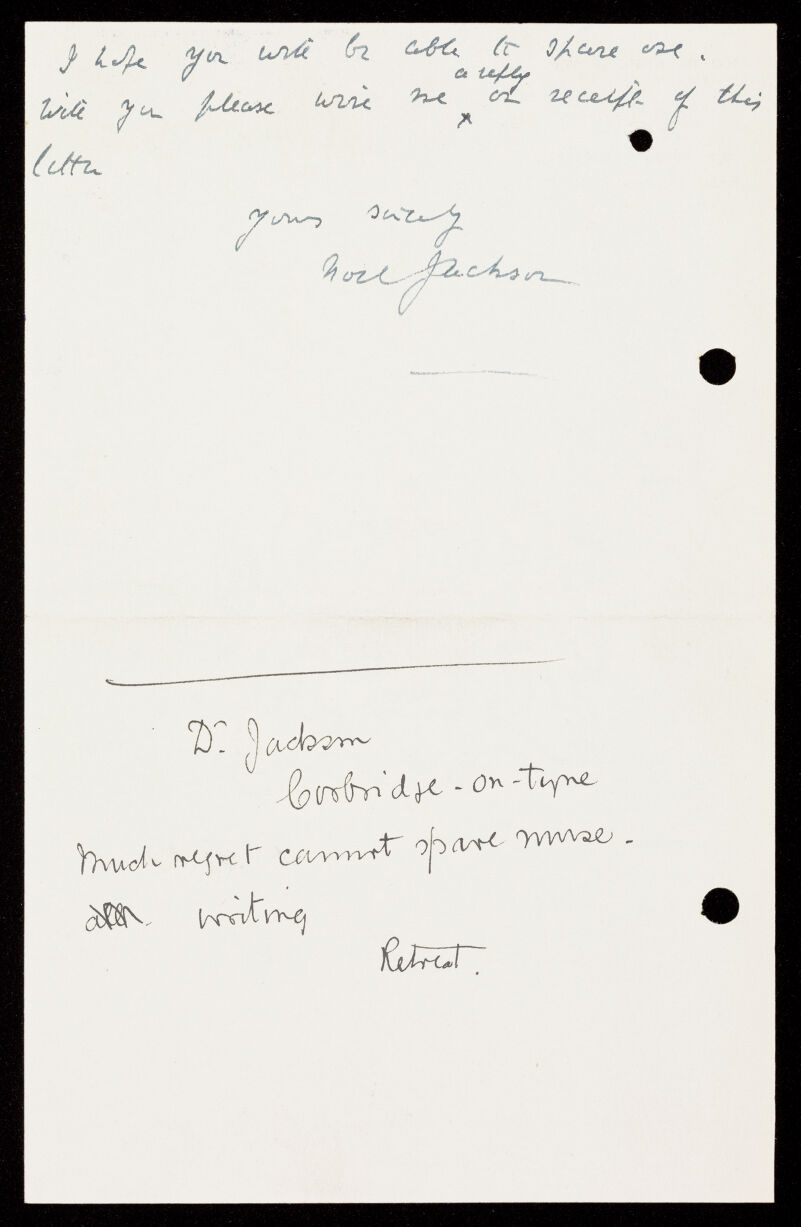 I hope you will be able to spare one.
Will you please wire me a reply on receipt of this
letter
Yours sincerely
Noel Jackson
Dr. Jackson
Corbridge-on-tyne
Much regret cannot spare nurse -
writing
Retreat.